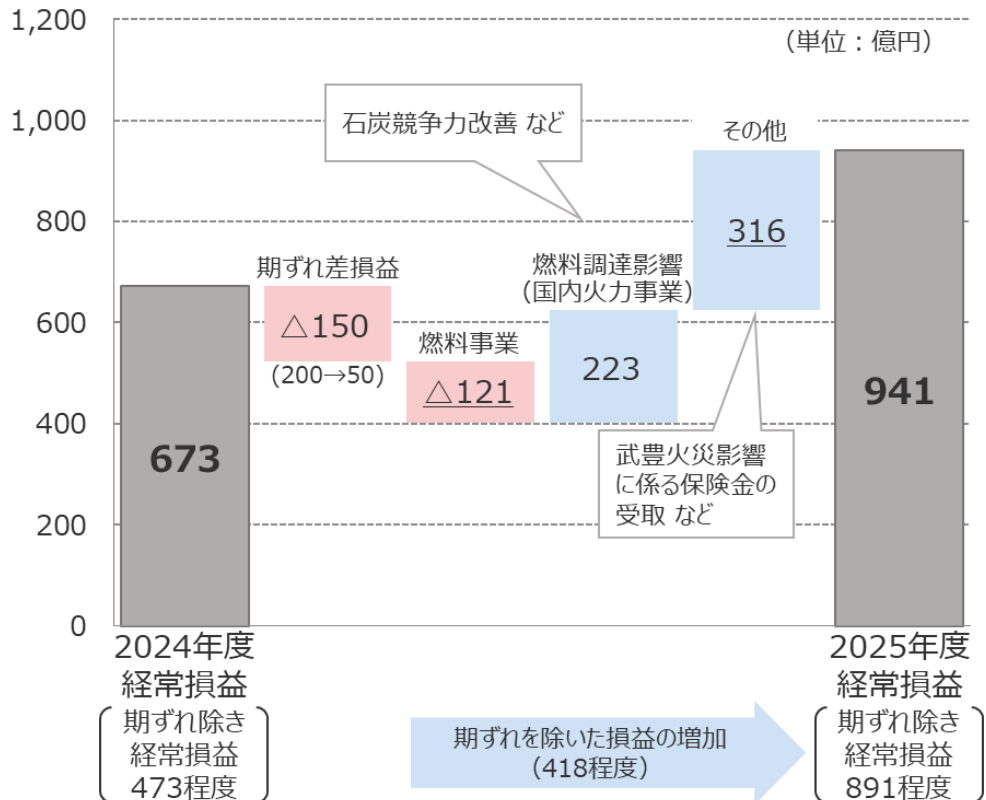 1,200
(単位：億円)
1,000
800
600
400
200
0
石炭競争力改善 など
その他
316
燃料調達影響
(国内火力事業)
223
期ずれ差損益
△150
(200→50)
燃料事業
△121
武豊火災影響
に係る保険金の
受取 など
673
941
2024年度
経常損益
期ずれ除き
経常損益
473程度
期ずれを除いた損益の増加
(418程度)
2025年度
経常損益
期ずれ除き
経常損益
891程度